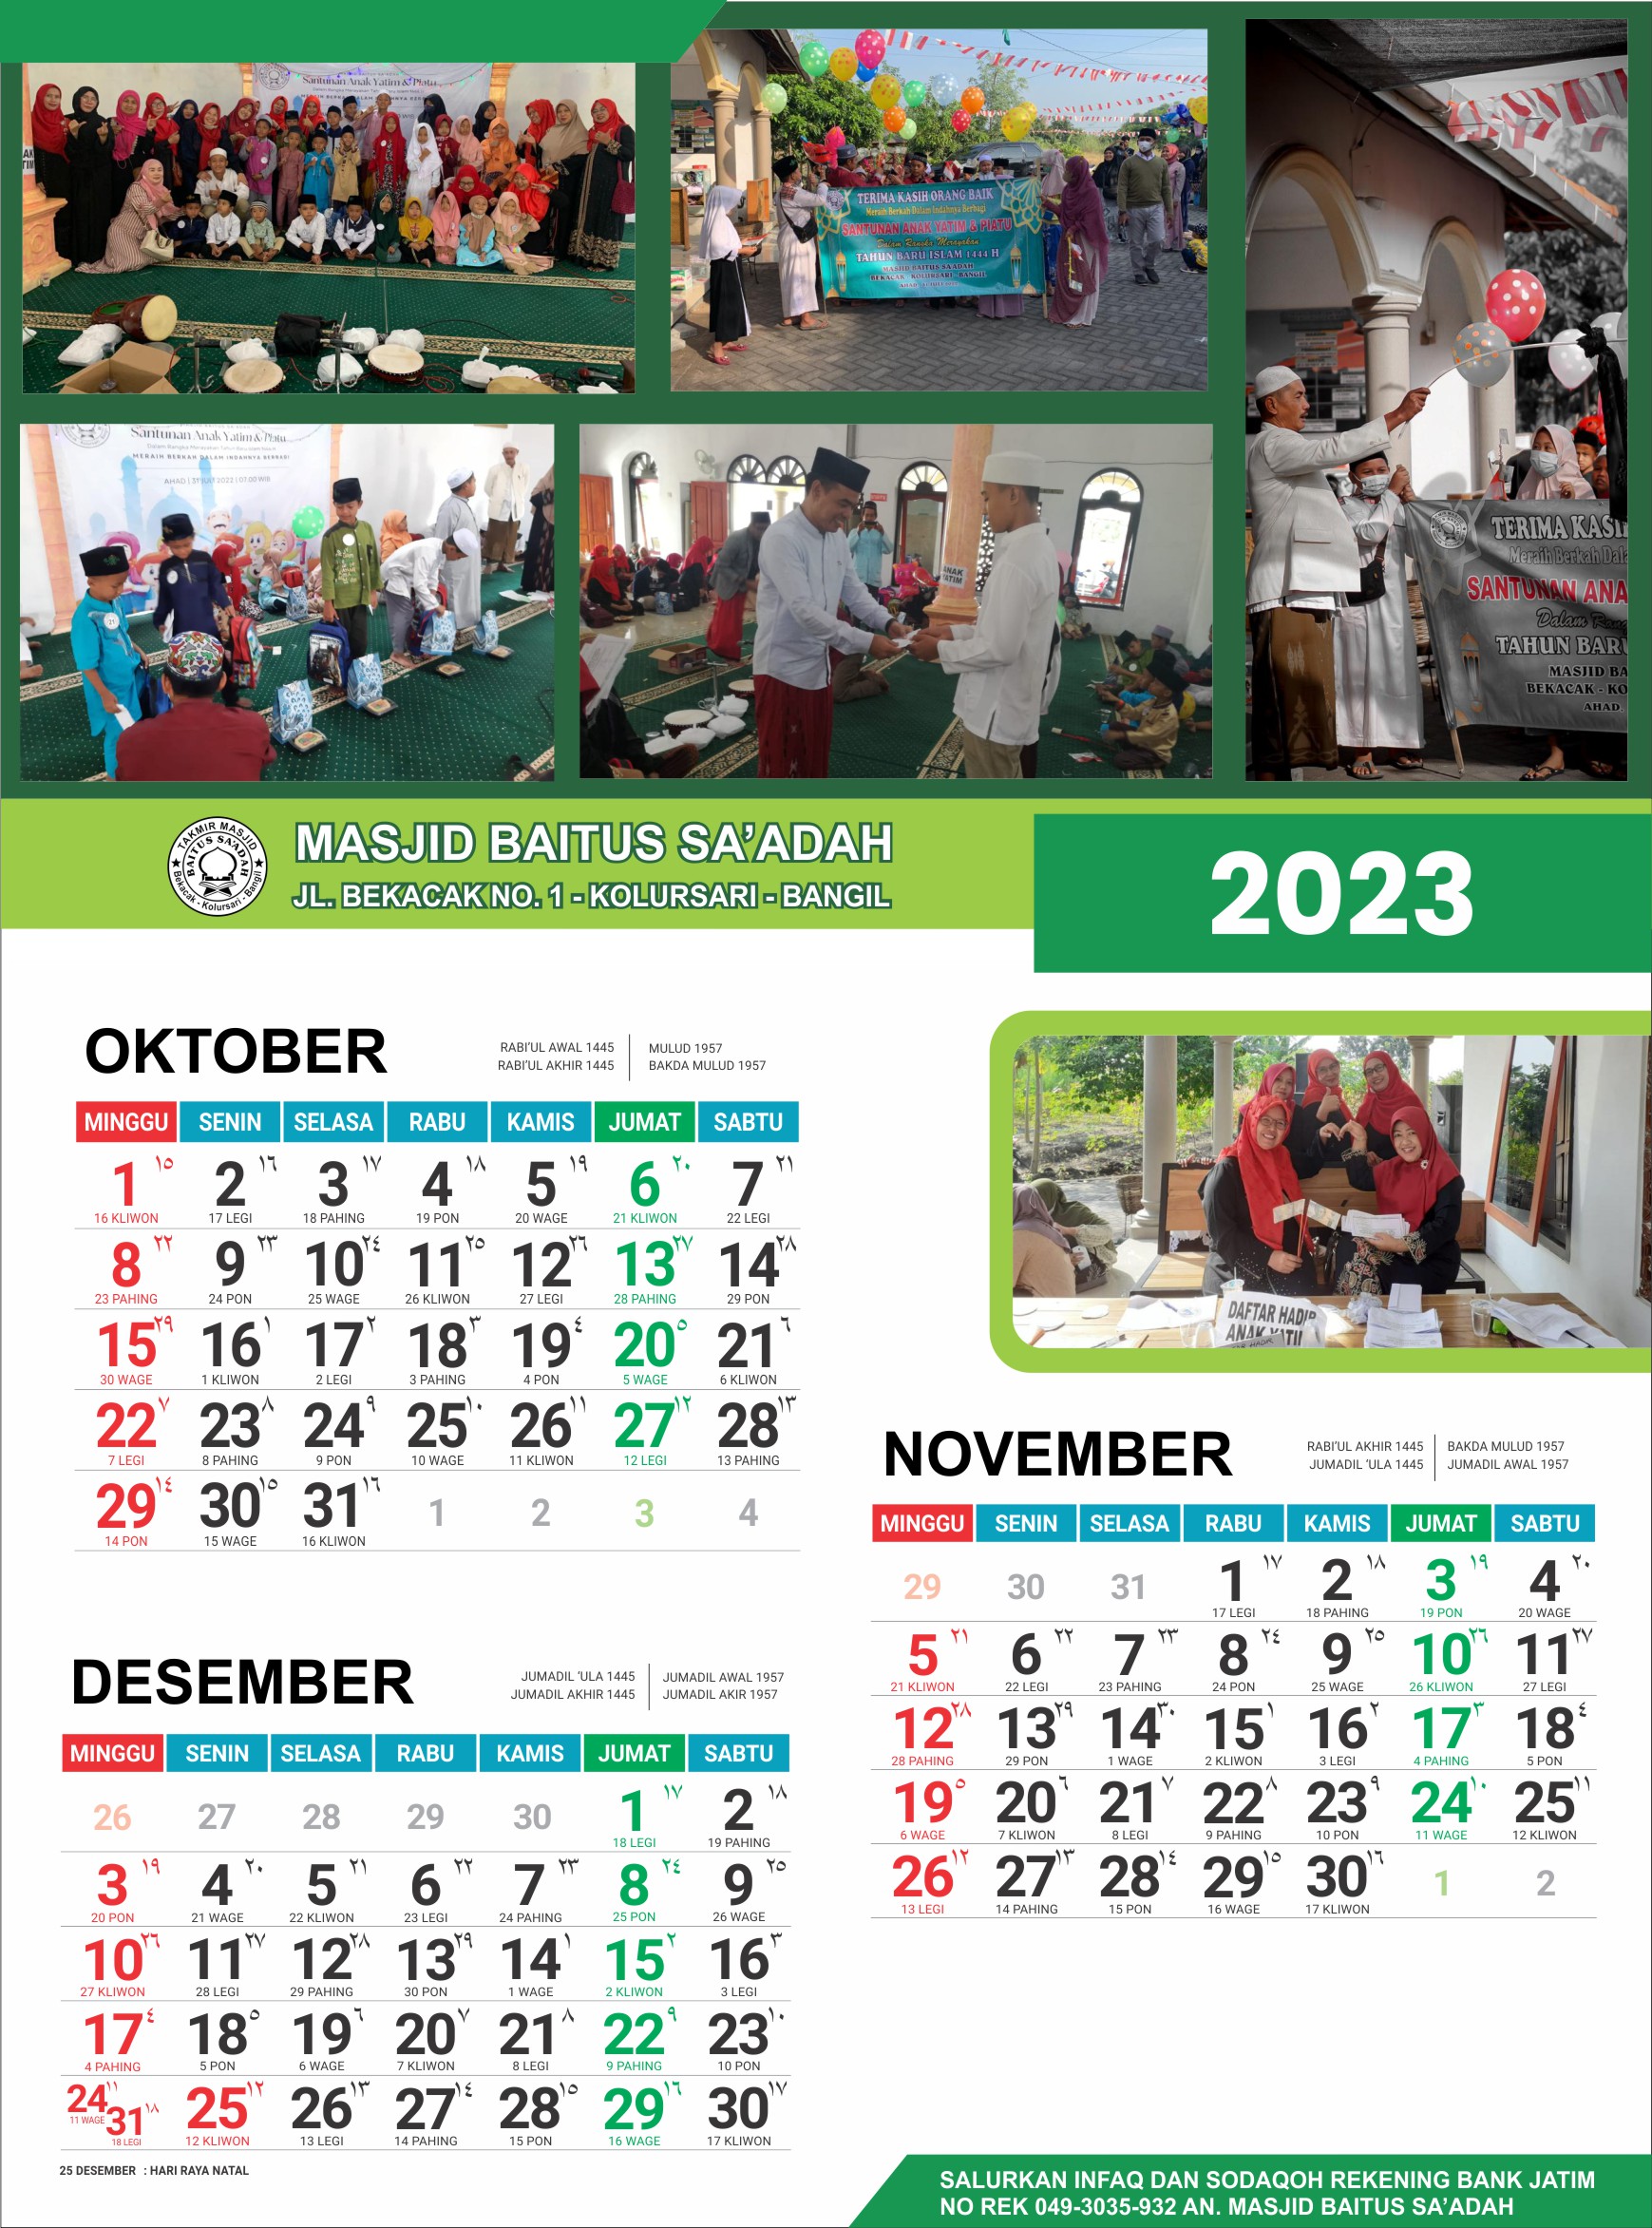 Santunan Anak Yatim & Piatu
TERIMA KASIH ORANG BAIK
Meraih Berkah Dalam Indahnya Berbagi
SANTUNAN ANAK YATIM & PIATU
Dalam Rangka Merayakan
TAHUN BARU ISLAM 1444 H
MASJID BAITUS SA'ADAH
BEKACAK - KOLURSARI - BANGIL
Santunan Anak Yatim & Piatu
MERAIH BERKAH DALAM INDAHNYA BERBAGI
AHAD | 31 JULI 2022 | 07.00 WIB
ANAK
YATIM
TERIMA KASI
Meraih Berkah Dala
SANTUNAN ANA
Dalam Rang
TAHUN BARU
MASJID BA
BEKACAK - KO
AHAD,
TAKMIR MASJID
BAITUS SA'ADAH
Bekacak - Kolursari - Bangil
MASJID BAITUS SA'ADAH
JL. BEKACAK NO. 1 - KOLURSARI - BANGIL
2023
OKTOBER
RABI'UL AWAL 1445 MULUD 1957
RABI'UL AKHIR 1445 BAKDA MULUD 1957
MINGGU SENIN SELASA RABU KAMIS JUMAT SABTU
1 ١٥ 2 ١٦ 3 ١٧ 4 ١٨ 5 ١٩ 6 ٢٠ 7 ٢١
16 KLIWON 17 LEGI 18 PAHING 19 PON 20 WAGE 21 KLIWON 22 LEGI
8 ٢٢ 9 ٢٣ 10 ٢٤ 11 ٢٥ 12 ٢٦ 13 ٢٧ 14 ٢٨
23 PAHING 24 PON 25 WAGE 26 KLIWON 27 LEGI 28 PAHING 29 PON
15 ٢٩ 16 ١ 17 ٢ 18 ٣ 19 ٤ 20 ٥ 21 ٦
30 WAGE 1 KLIWON 2 LEGI 3 PAHING 4 PON 5 WAGE 6 KLIWON
22 ٧ 23 ٨ 24 ٩ 25 ١٠ 26 ١١ 27 ١٢ 28 ١٣
7 LEGI 8 PAHING 9 PON 10 WAGE 11 KLIWON 12 LEGI 13 PAHING
29 ١٤ 30 ١٥ 31 ١٦ 1 2 3 4
14 PON 15 WAGE 16 KLIWON
DAFTAR HADIR
ANAK YATI
NOVEMBER
RABI'UL AKHIR 1445 BAKDA MULUD 1957
JUMADIL 'ULA 1445 JUMADIL AWAL 1957
MINGGU SENIN SELASA RABU KAMIS JUMAT SABTU
29 30 31 1 ١٧ 2 ١٨ 3 ١٩ 4 ٢٠
17 LEGI 18 PAHING 19 PON 20 WAGE
5 ٢١ 6 ٢٢ 7 ٢٣ 8 ٢٤ 9 ٢٥ 10 ٢٦ 11 ٢٧
21 KLIWON 22 LEGI 23 PAHING 24 PON 25 WAGE 26 KLIWON 27 LEGI
12 ٢٨ 13 ٢٩ 14 ٣٠ 15 ١ 16 ٢ 17 ٣ 18 ٤
28 PAHING 29 PON 1 WAGE 2 KLIWON 3 LEGI 4 PAHING 5 PON
19 ٥ 20 ٦ 21 ٧ 22 ٨ 23 ٩ 24 ١٠ 25 ١١
6 WAGE 7 KLIWON 8 LEGI 9 PAHING 10 PON 11 WAGE 12 KLIWON
26 ١٢ 27 ١٣ 28 ١٤ 29 ١٥ 30 ١٦ 1 2
13 LEGI 14 PAHING 15 PON 16 WAGE 17 KLIWON
DESEMBER
JUMADIL 'ULA 1445 JUMADIL AWAL 1957
JUMADIL AKHIR 1445 JUMADIL AKIR 1957
MINGGU SENIN SELASA RABU KAMIS JUMAT SABTU
26 27 28 29 30 1 ١٧ 2 ١٨
18 LEGI 19 PAHING
3 ١٩ 4 ٢٠ 5 ٢١ 6 ٢٢ 7 ٢٣ 8 ٢٤ 9 ٢٥
20 PON 21 WAGE 22 KLIWON 23 LEGI 24 PAHING 25 PON 26 WAGE
10 ٢٦ 11 ٢٧ 12 ٢٨ 13 ٢٩ 14 ١ 15 ٢ 16 ٣
27 KLIWON 28 LEGI 29 PAHING 30 PON 1 WAGE 2 KLIWON 3 LEGI
17 ٤ 18 ٥ 19 ٦ 20 ٧ 21 ٨ 22 ٩ 23 ١٠
4 PAHING 5 PON 6 WAGE 7 KLIWON 8 LEGI 9 PAHING 10 PON
24 ١١ 31 ١٨ 25 ١٢ 26 ١٣ 27 ١٤ 28 ١٥ 29 ١٦ 30 ١٧
11 WAGE 18 LEGI 12 KLIWON 13 LEGI 14 PAHING 15 PON 16 WAGE 17 KLIWON
25 DESEMBER : HARI RAYA NATAL
SALURKAN INFAQ DAN SODAQOH REKENING BANK JATIM
NO REK 049-3035-932 AN. MASJID BAITUS SA'ADAH